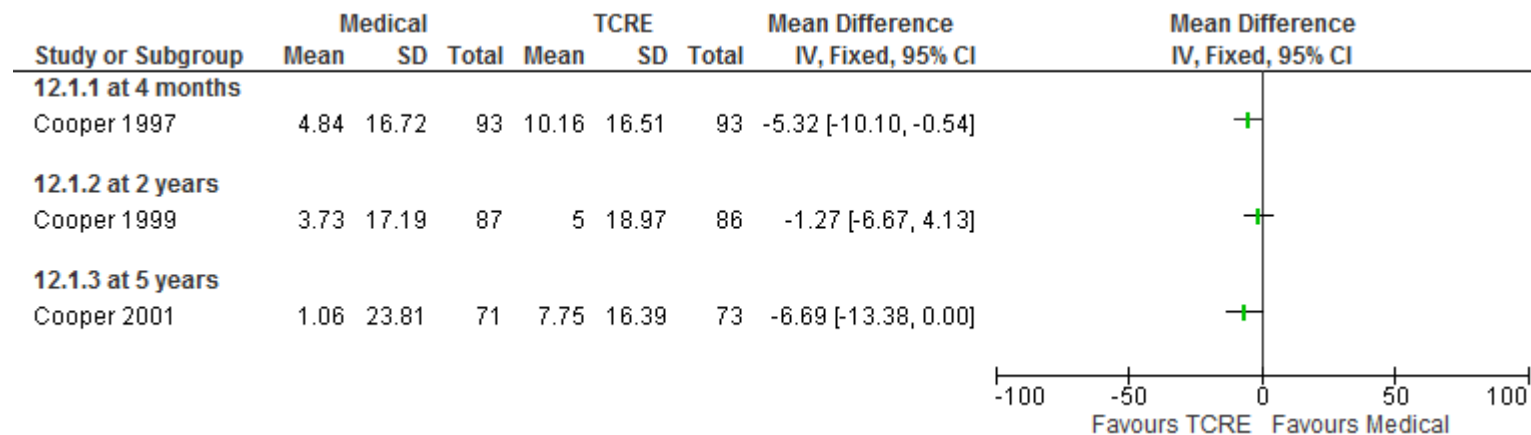 Medical TCRE Mean Difference Mean Difference
Study or Subgroup Mean SD Total Mean SD Total IV, Fixed, 95% CI IV, Fixed, 95% CI
12.1.1 at 4 months
Cooper 1997 4.84 16.72 93 10.16 16.51 93 -5.32 [-10.10, -0.54]
12.1.2 at 2 years
Cooper 1999 3.73 17.19 87 5 18.97 86 -1.27 [-6.67, 4.13]
12.1.3 at 5 years
Cooper 2001 1.06 23.81 71 7.75 16.39 73 -6.69 [-13.38, 0.00]
-100 -50 0 50 100
Favours TCRE Favours Medical